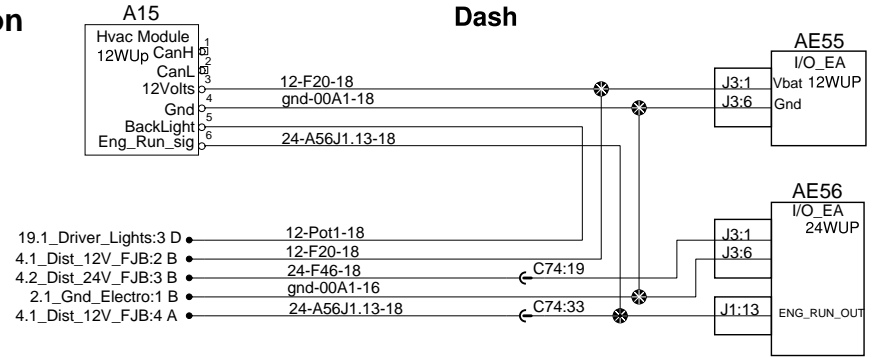 on
Dash
A15
Hvac Module
12WUp CanH 1
CanL 2
12Volts 3
Gnd 4
BackLight 5
Eng_Run_sig 6
12-F20-18
gnd-00A1-18
24-A56J1.13-18
AE55
I/O_EA
J3:1 Vbat 12WUP
J3:6 Gnd
AE56
I/O_EA
24WUP
J3:1
J3:6
J1:13 ENG_RUN_OUT
19.1_Driver_Lights:3 D 12-Pot1-18
4.1_Dist_12V_FJB:2 B 12-F20-18
4.2_Dist_24V_FJB:3 B 24-F46-18 C74:19
2.1_Gnd_Electro:1 B gnd-00A1-16
4.1_Dist_12V_FJB:4 A 24-A56J1.13-18 C74:33